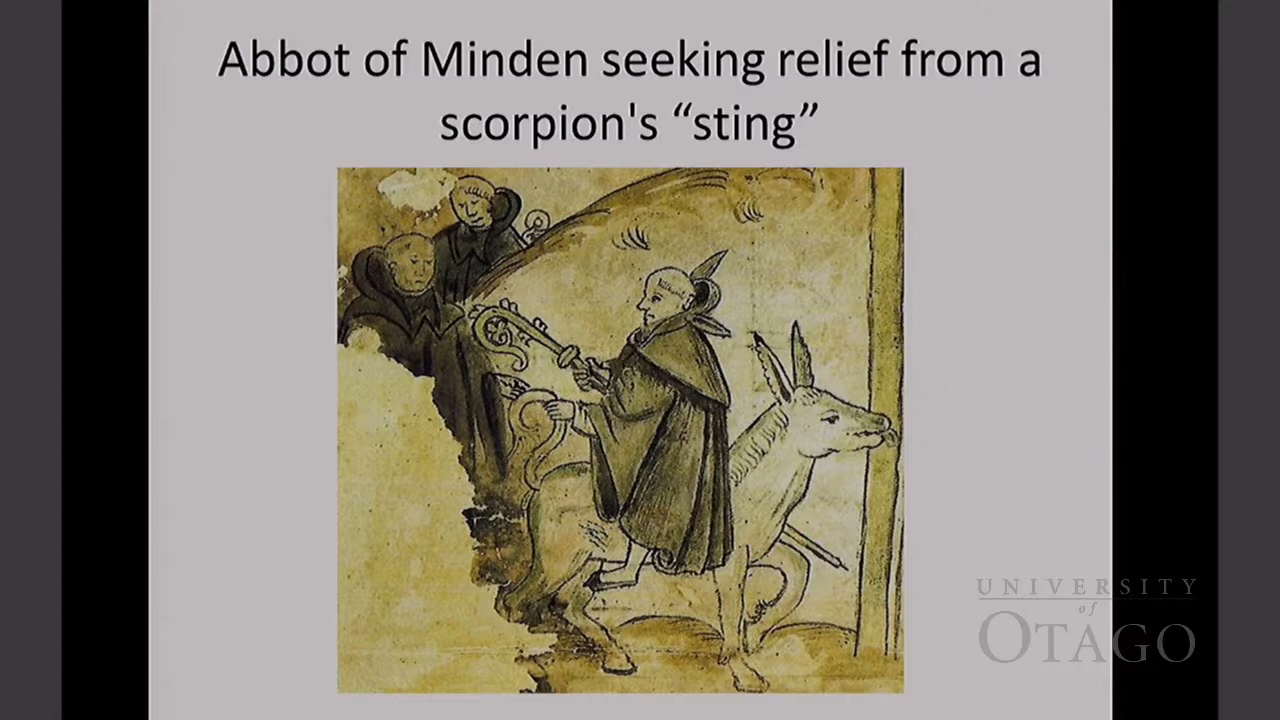 Abbot of Minden seeking relief from a
scorpion's “sting”
UNIVERSITY
of
OTAGO